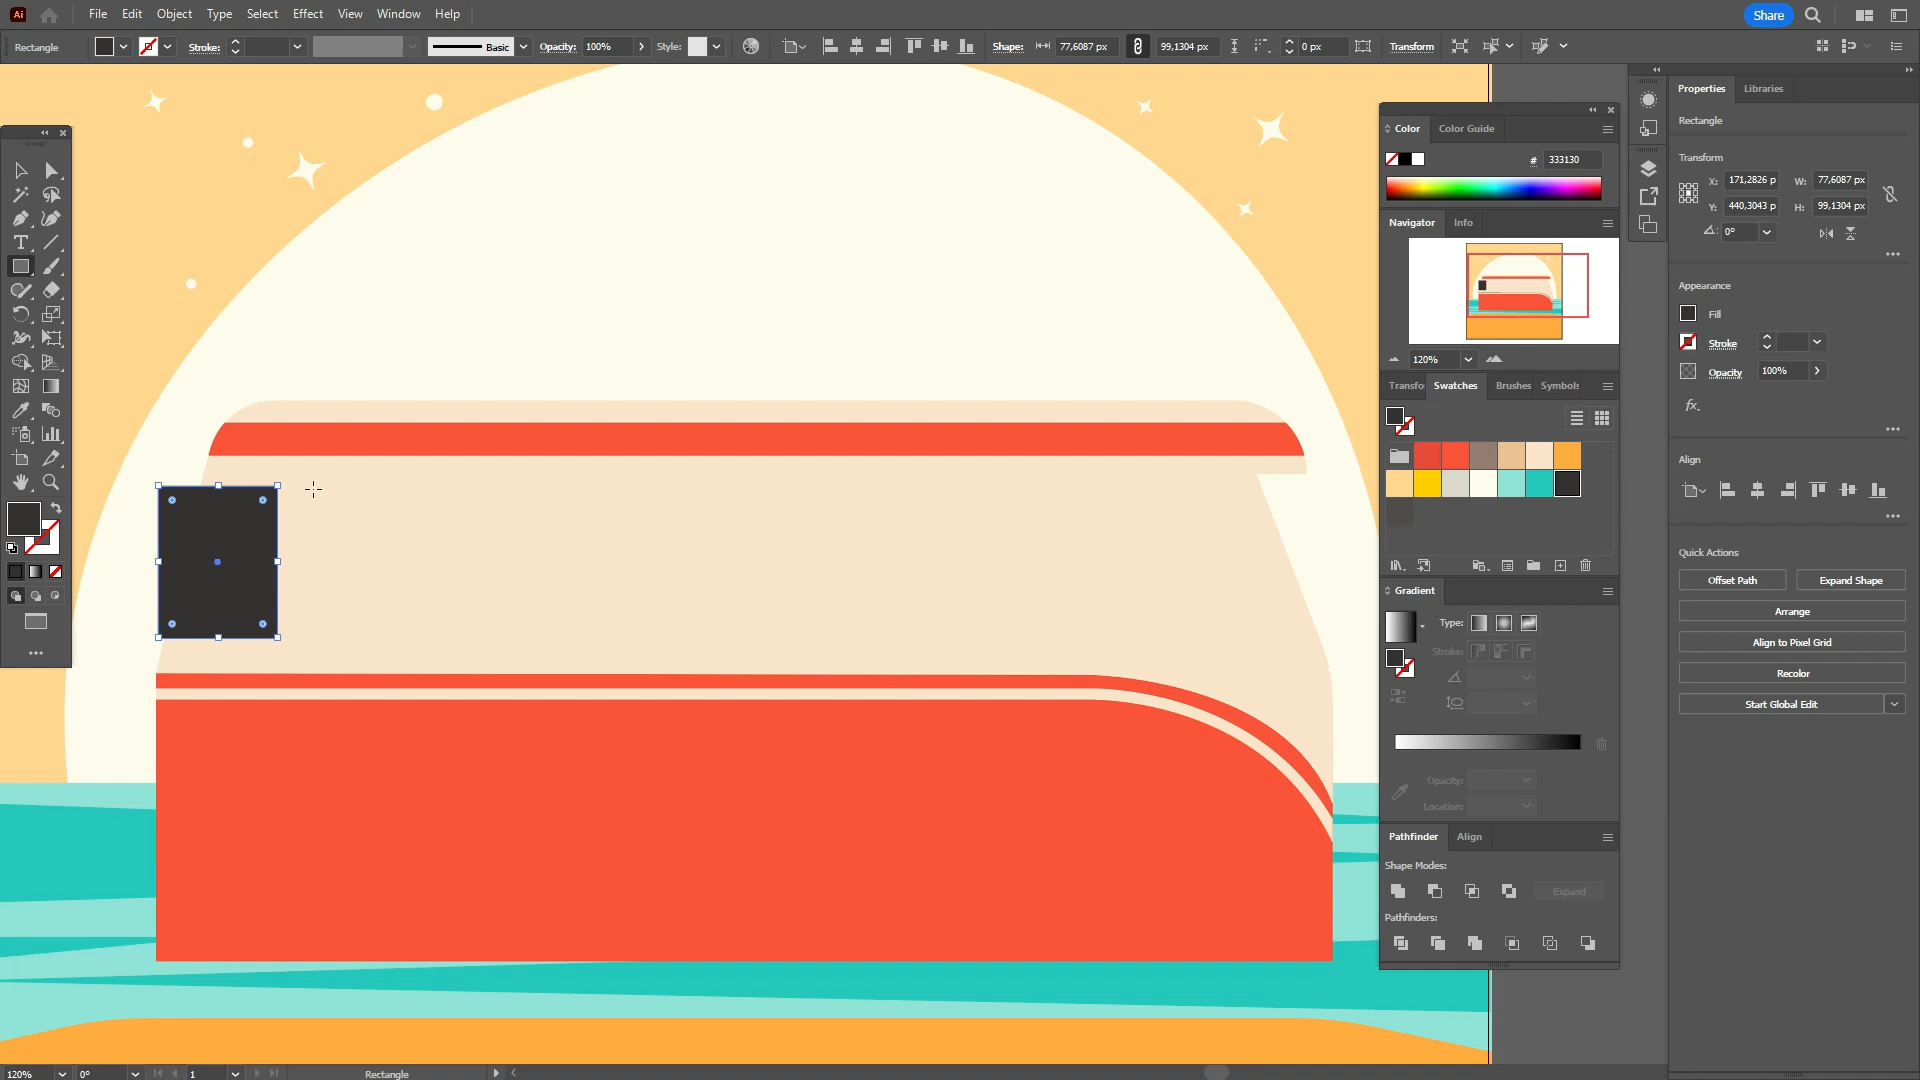 Ai File Edit Object Type Select Effect View Window Help Share
Rectangle Stroke: Basic Opacity: 100% Style: Shape: 77,6087 px 99,1304 px 0 px Transform
Properties Libraries
Rectangle
Transform
X: 171,2826 p W: 77,6087 px
Y: 440,3043 p H: 99,1304 px
0°
Appearance
Fill
Stroke
Opacity 100%
fx.
Align
Quick Actions
Offset Path Expand Shape
Arrange
Align to Pixel Grid
Recolor
Start Global Edit
Color Color Guide
# 333130
Navigator Info
120%
Transfo Swatches Brushes Symbols
Gradient
Type:
Stroke:
Opacity:
Location:
Pathfinder Align
Shape Modes:
Expand
Pathfinders:
120% 0° 1 Rectangle